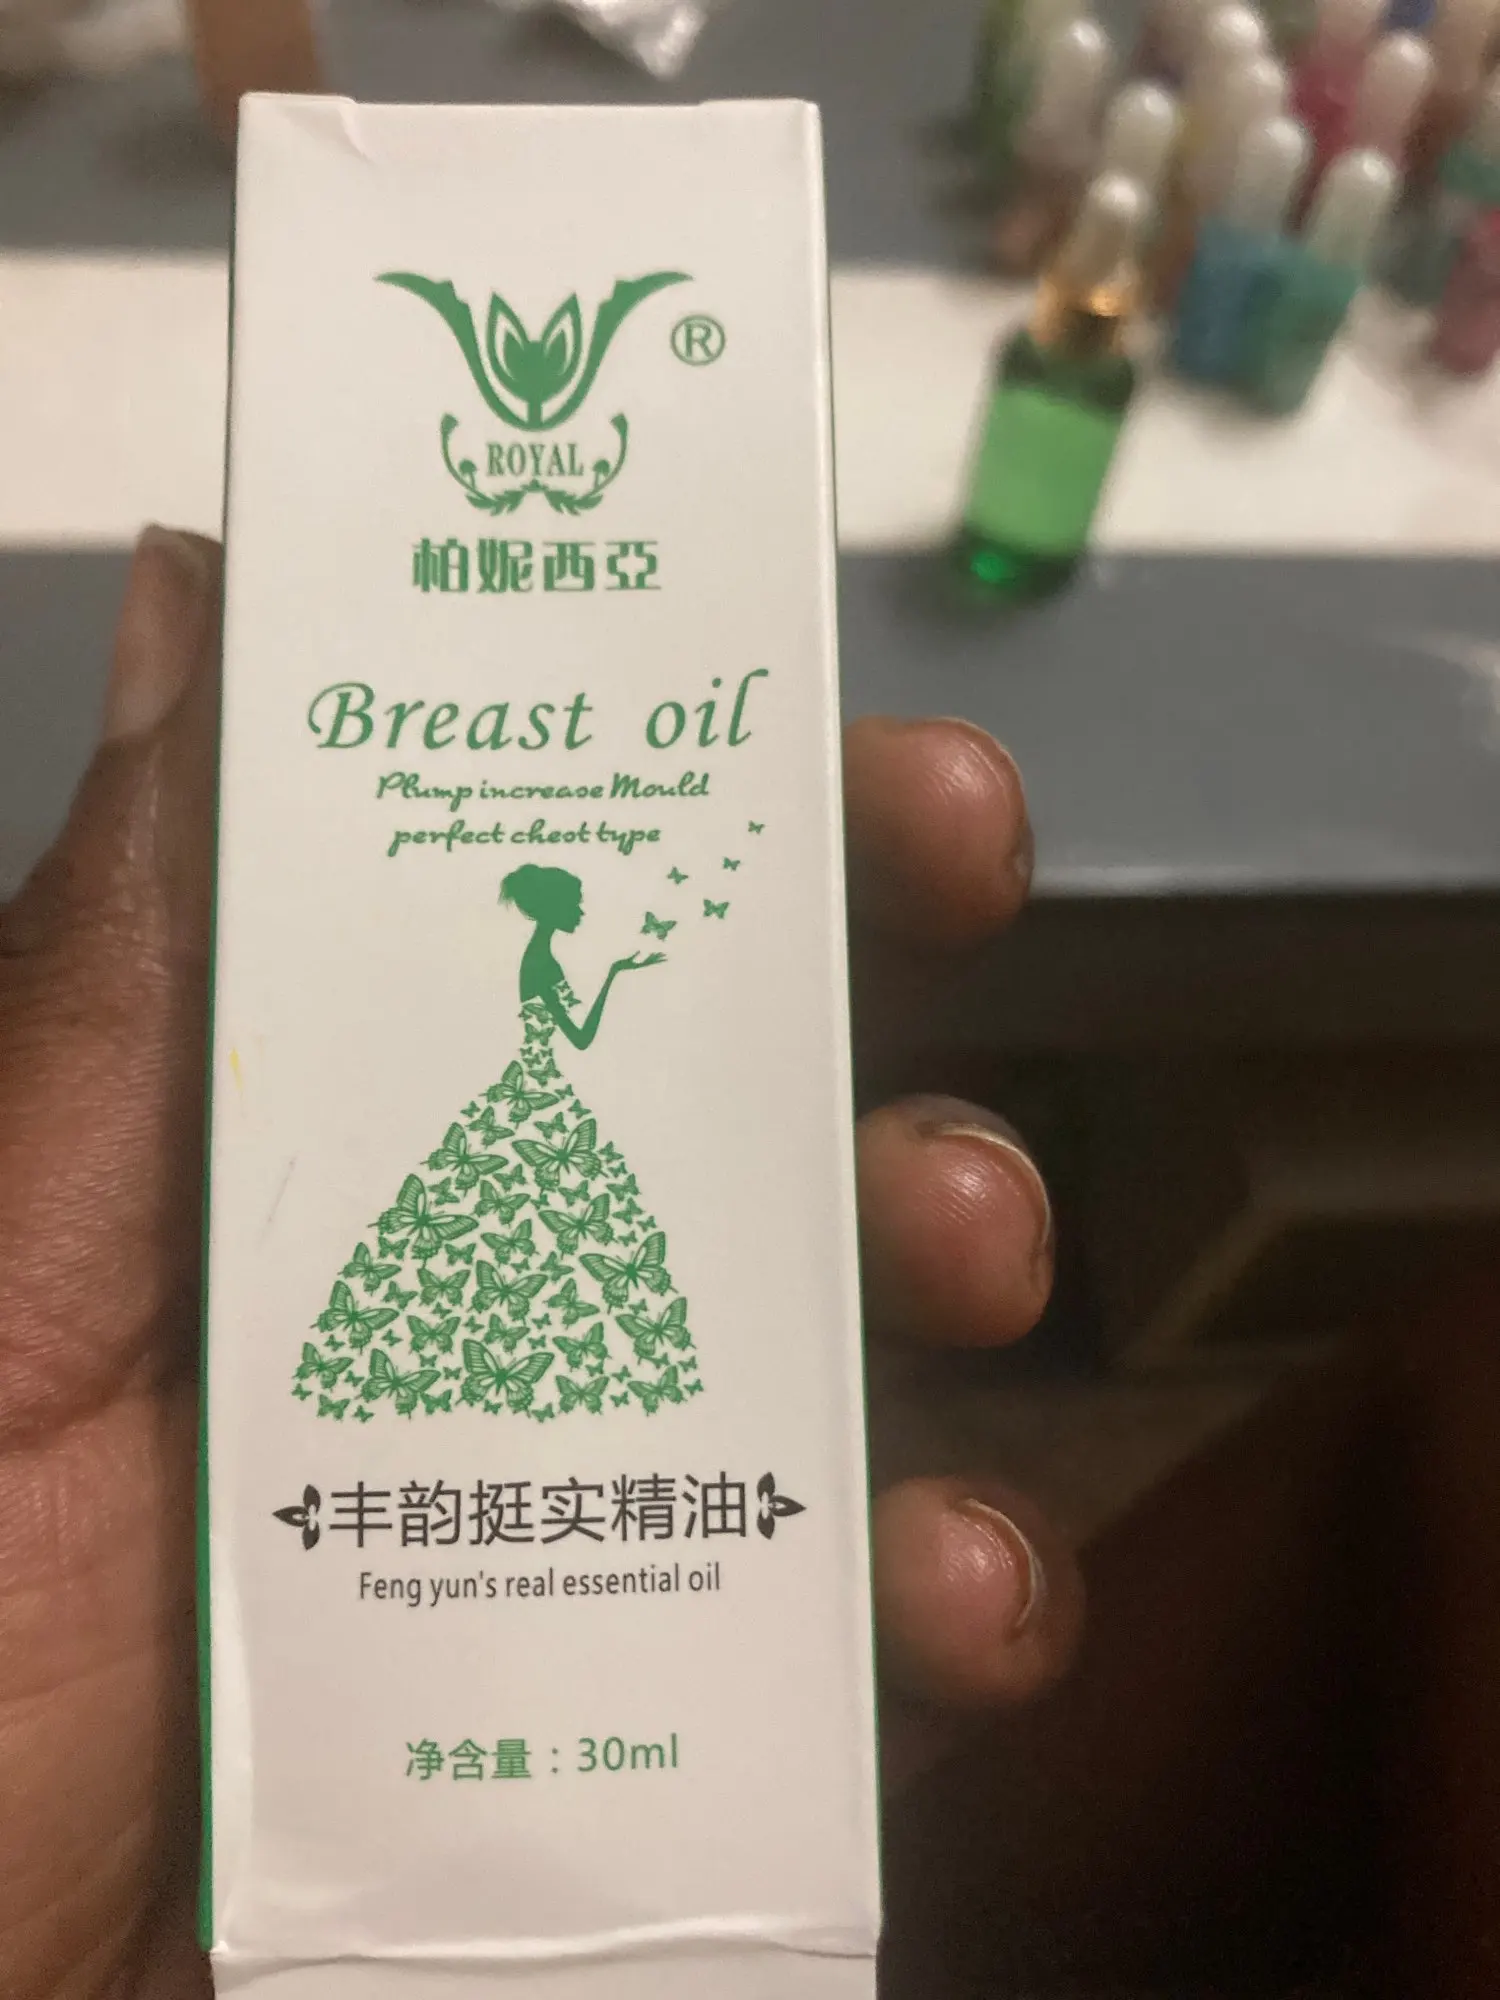 ®
ROYAL
柏妮西亞
Breast oil
Plump increase Mould
perfect cheot type
丰韵挺实精油
Feng yun's real essential oil
净含量：30ml